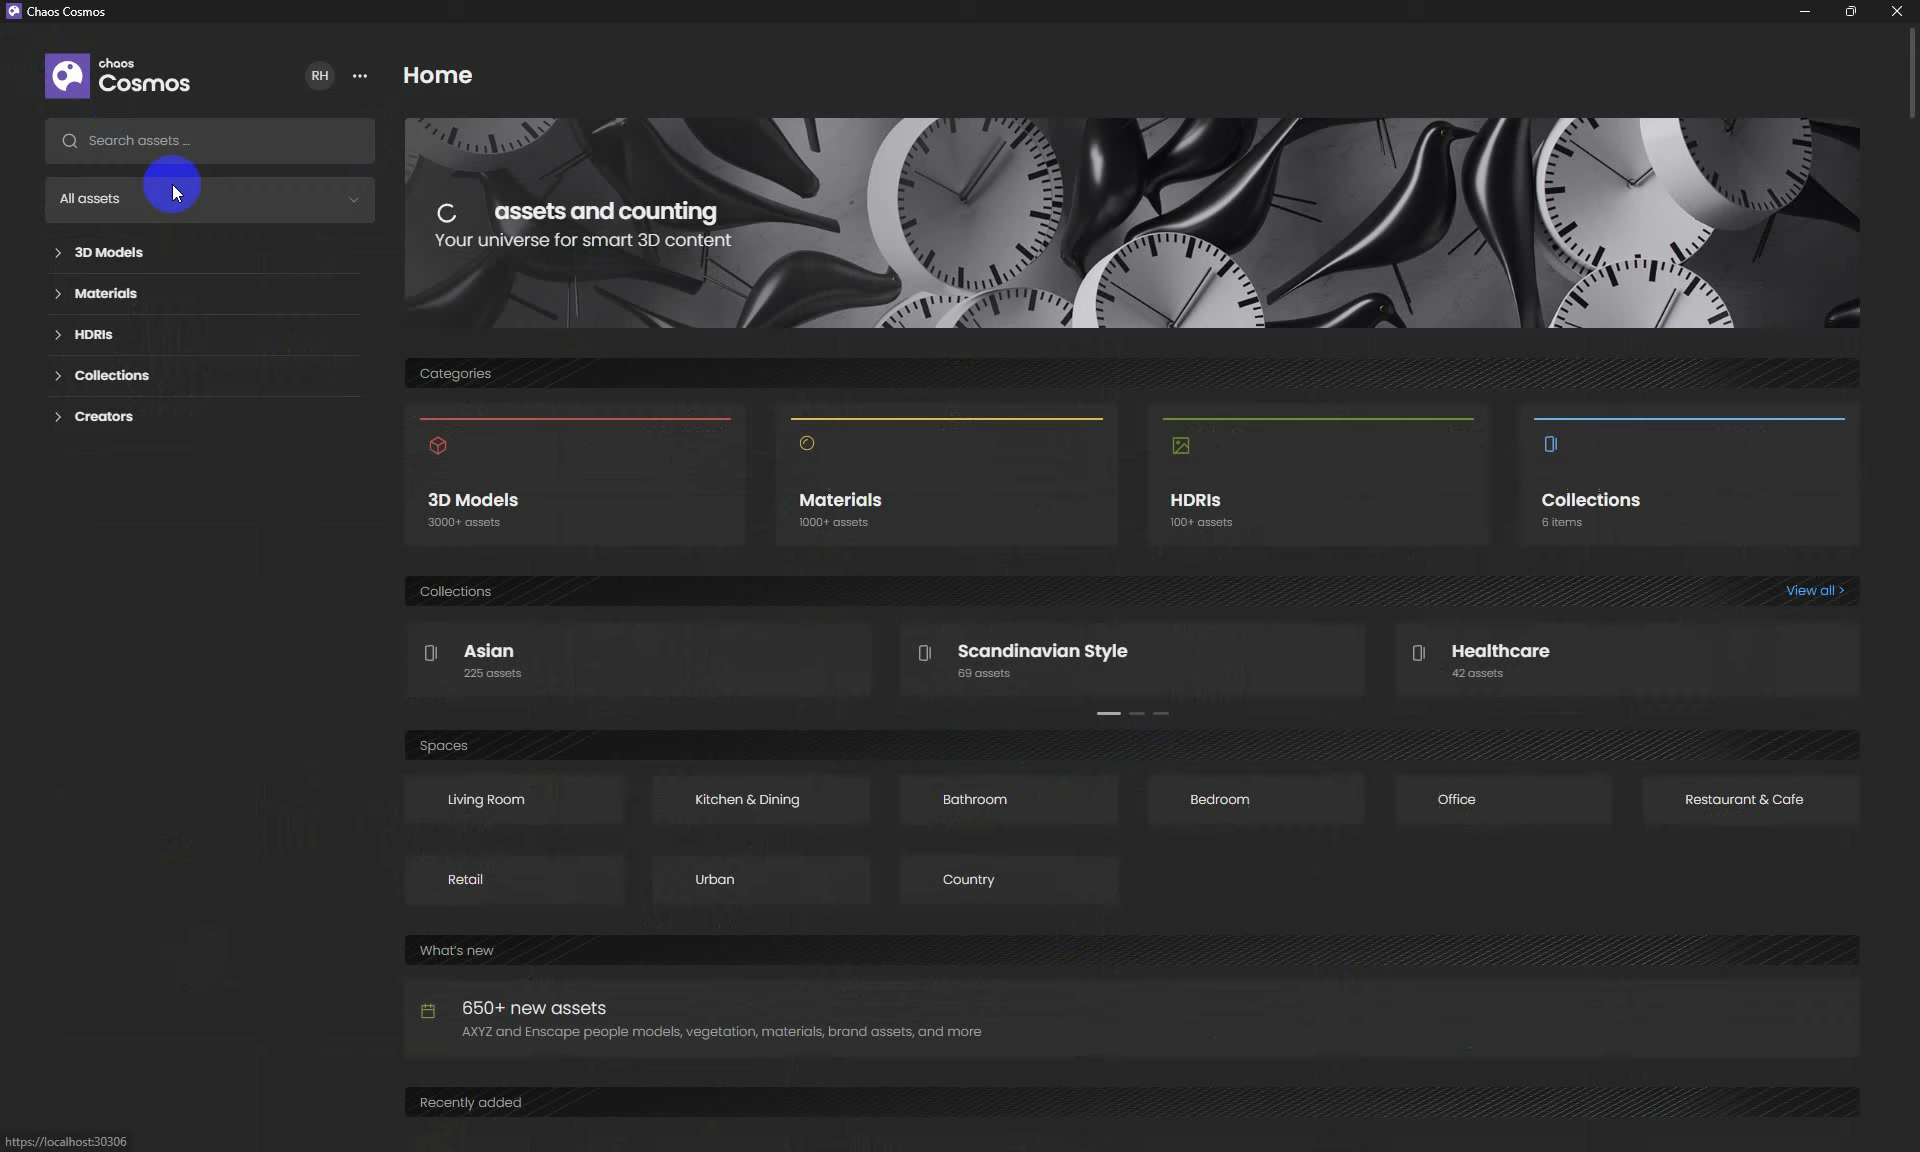 Chaos Cosmos
chaos
Cosmos
RH
Search assets ...
All assets
3D Models
Materials
HDRIs
Collections
Creators
Home
assets and counting
Your universe for smart 3D content
Categories
3D Models
3000+ assets
Materials
1000+ assets
HDRIs
100+ assets
Collections
6 items
Collections
View all >
Asian
225 assets
Scandinavian Style
69 assets
Healthcare
42 assets
Spaces
Living Room
Kitchen & Dining
Bathroom
Bedroom
Office
Restaurant & Cafe
Retail
Urban
Country
What's new
650+ new assets
AXYZ and Enscape people models, vegetation, materials, brand assets, and more
Recently added
https://localhost:30306